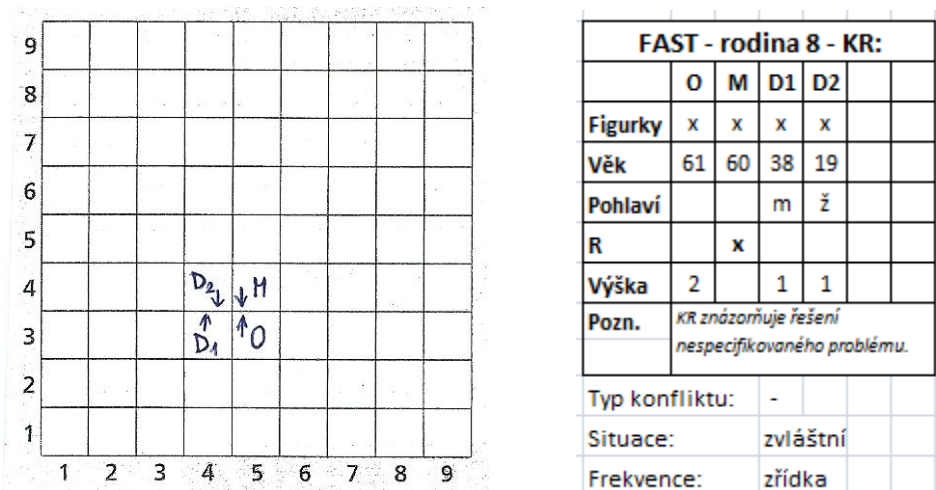 9
8
7
6
5
4 D₂ ↓ ↓ M
3 ↑ D₁ ↑ O
2
1
1 2 3 4 5 6 7 8 9
FAST - rodina 8 - KR:
O M D1 D2
Figurky x x x x
Věk 61 60 38 19
Pohlaví m ž
R x
Výška 2 1 1
Pozn. KR znázorňuje řešení
nespecifikovaného problému.
Typ konfliktu: -
Situace: zvláštní
Frekvence: zřídka